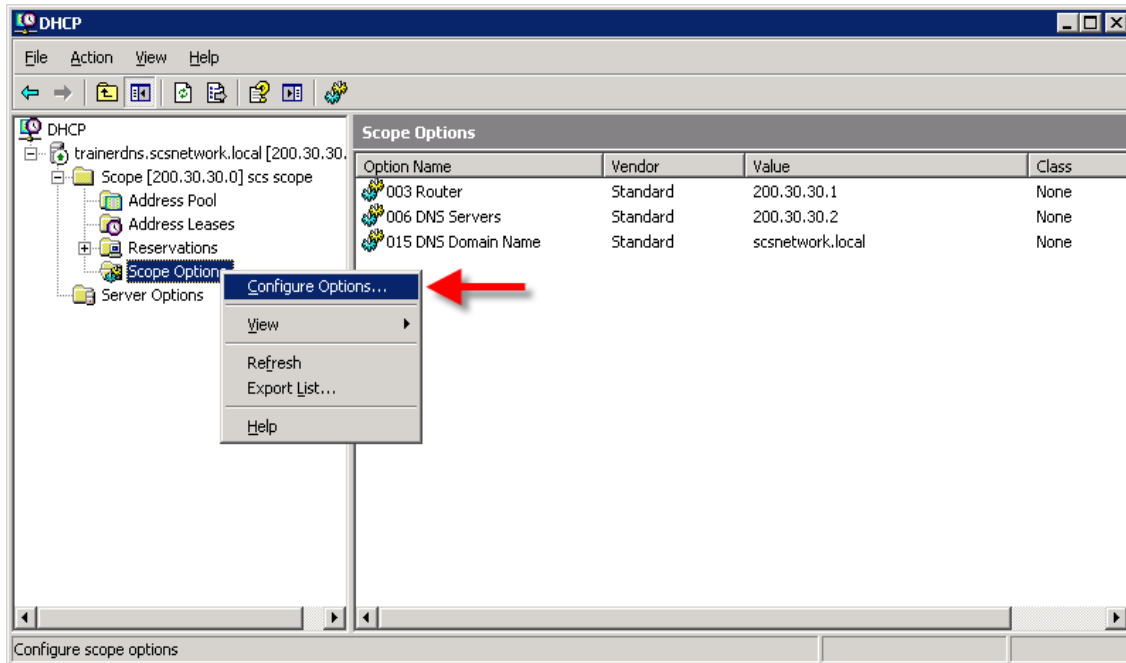 DHCP
File Action View Help
DHCP
trainerdns.scsnetwork.local [200.30.30.
Scope [200.30.30.0] scs scope
Address Pool
Address Leases
Reservations
Scope Options
Server Options
Configure Options...
View
Refresh
Export List...
Help
Scope Options
Option Name Vendor Value Class
003 Router Standard 200.30.30.1 None
006 DNS Servers Standard 200.30.30.2 None
015 DNS Domain Name Standard scsnetwork.local None
Configure scope options